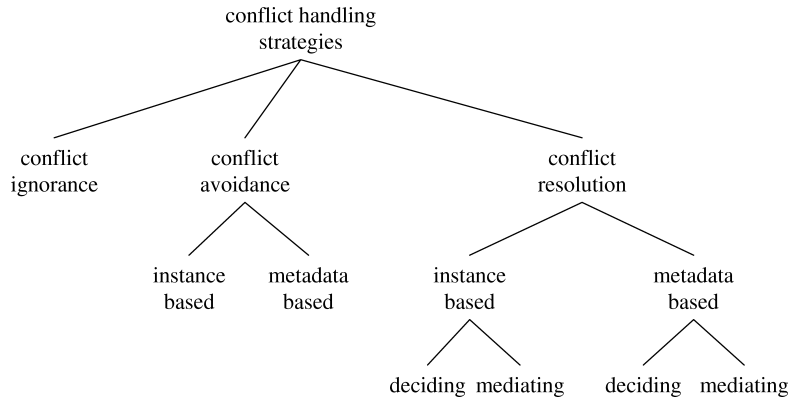 conflict handling
strategies
conflict
ignorance
conflict
avoidance
conflict
resolution
instance
based
metadata
based
instance
based
metadata
based
deciding
mediating
deciding
mediating